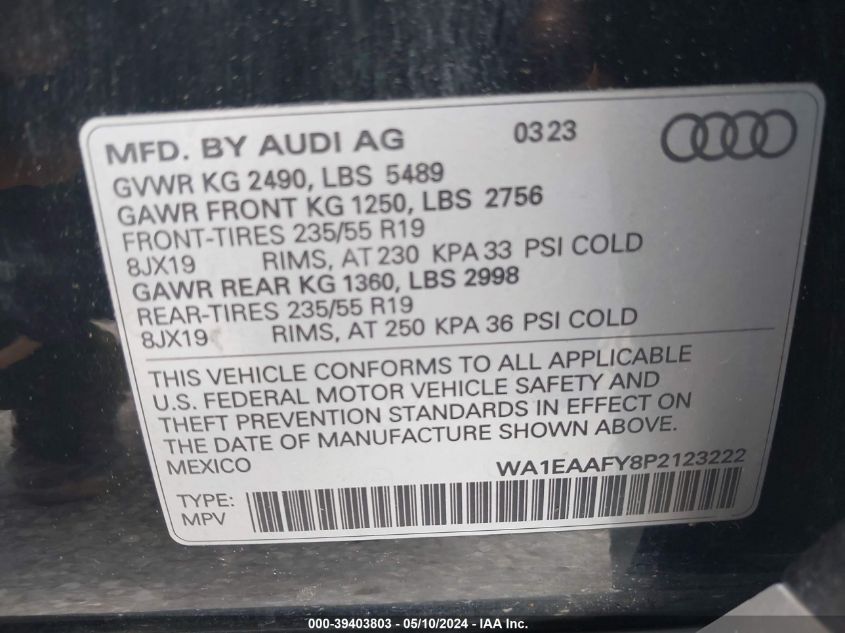 MFD. BY AUDI AG 03 23
GVWR KG 2490, LBS 5489
GAWR FRONT KG 1250, LBS 2756
FRONT-TIRES 235/55 R19
8JX19 RIMS, AT 230 KPA 33 PSI COLD
GAWR REAR KG 1360, LBS 2998
REAR-TIRES 235/55 R19
8JX19 RIMS, AT 250 KPA 36 PSI COLD
THIS VEHICLE CONFORMS TO ALL APPLICABLE
U.S. FEDERAL MOTOR VEHICLE SAFETY AND
THEFT PREVENTION STANDARDS IN EFFECT ON
THE DATE OF MANUFACTURE SHOWN ABOVE.
MEXICO WA1EAAFY8P2123222
TYPE:
MPV
000-39403803 - 05/10/2024 - IAA Inc.